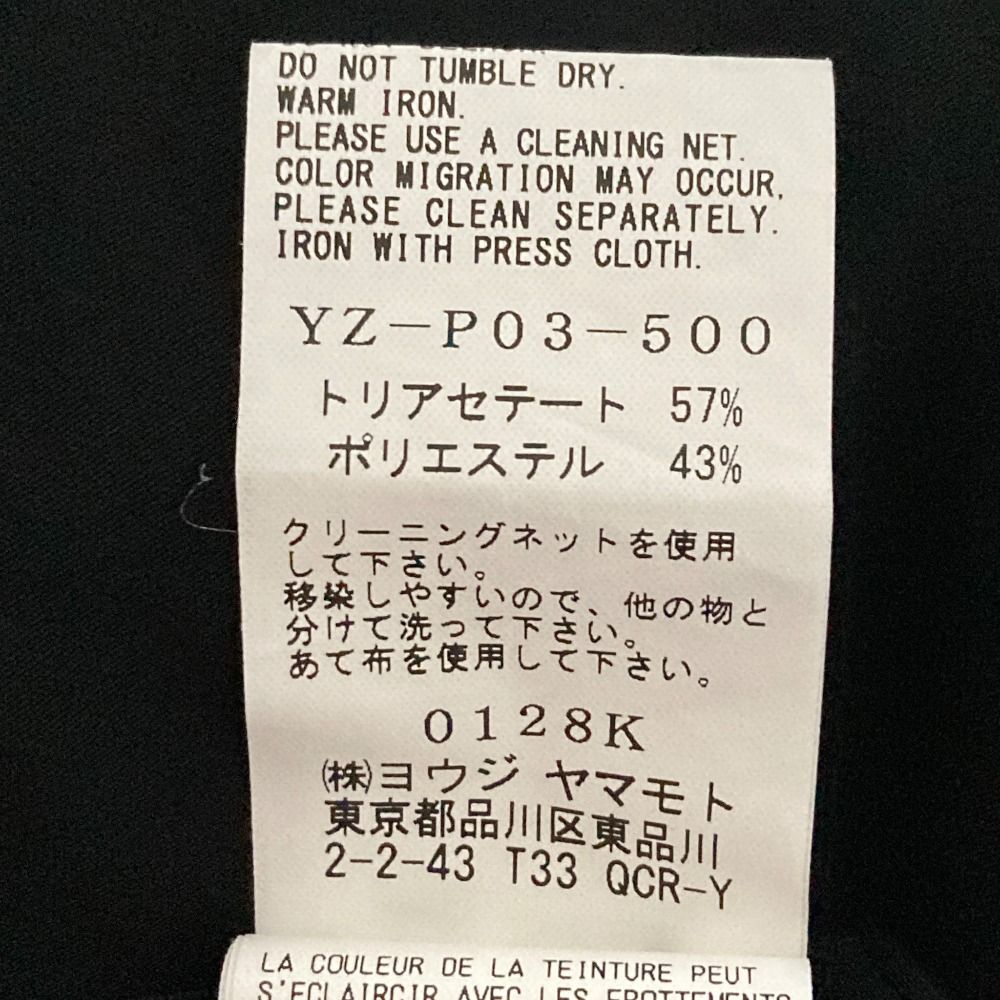 DO NOT TUMBLE DRY.
WARM IRON.
PLEASE USE A CLEANING NET.
COLOR MIGRATION MAY OCCUR,
PLEASE CLEAN SEPARATELY.
IRON WITH PRESS CLOTH.
YZ-P03-500
トリアセテート 57%
ポリエステル 43%
クリーニングネットを使用
して下さい。
移染しやすいので、他の物と
分けて洗って下さい。
あて布を使用して下さい。
0128K
㈱ヨウジ ヤマモト
東京都品川区東品川
2-2-43 T33 QCR-Y
LA COULEUR DE LA TEINTURE PEUT
S'ECLAIRCIR AVEC LES FROTTEMENTS